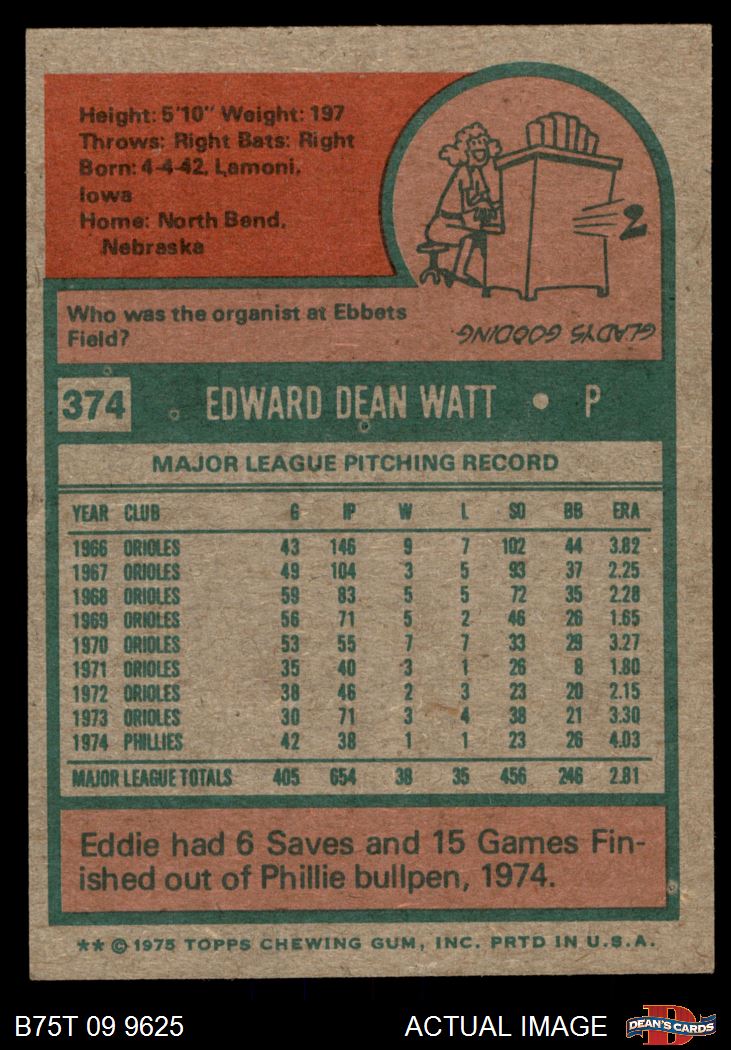 Height: 5'10" Weight: 197
Throws: Right Bats: Right
Born: 4-4-42, Lamoni,
Iowa
Home: North Bend,
Nebraska
2
Who was the organist at Ebbets
Field?
GLADYS GOODING.
374 EDWARD DEAN WATT • P
MAJOR LEAGUE PITCHING RECORD
YEAR CLUB G IP W L SO BB ERA
1966 ORIOLES 43 146 9 7 102 44 3.82
1967 ORIOLES 49 104 3 5 93 37 2.25
1968 ORIOLES 59 83 5 5 72 35 2.28
1969 ORIOLES 56 71 5 2 46 26 1.65
1970 ORIOLES 53 55 7 7 33 29 3.27
1971 ORIOLES 35 40 3 1 26 8 1.80
1972 ORIOLES 38 46 2 3 23 20 2.15
1973 ORIOLES 30 71 3 4 38 21 3.30
1974 PHILLIES 42 38 1 1 23 26 4.03
MAJOR LEAGUE TOTALS 405 654 38 35 456 246 2.81
Eddie had 6 Saves and 15 Games Fin-
ished out of Phillie bullpen, 1974.
** © 1975 TOPPS CHEWING GUM, INC. PRTD IN U.S.A.
B75T 09 9625 ACTUAL IMAGE D DEAN'S CARDS